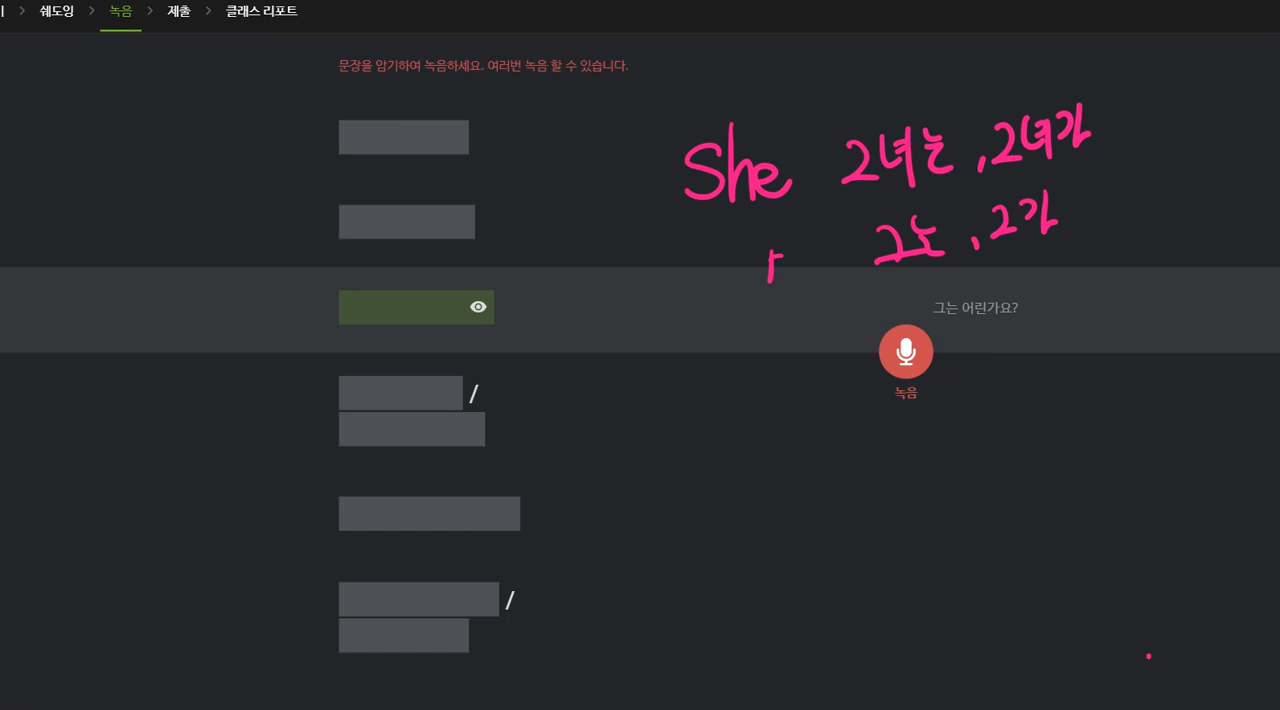 쉐도잉 > 녹음 > 제출 > 클래스 리포트
문장을 암기하여 녹음하세요. 여러번 녹음 할 수 있습니다.
She 그녀는, 그녀가
그는, 그가
그는 어린가요?
/
녹음
/